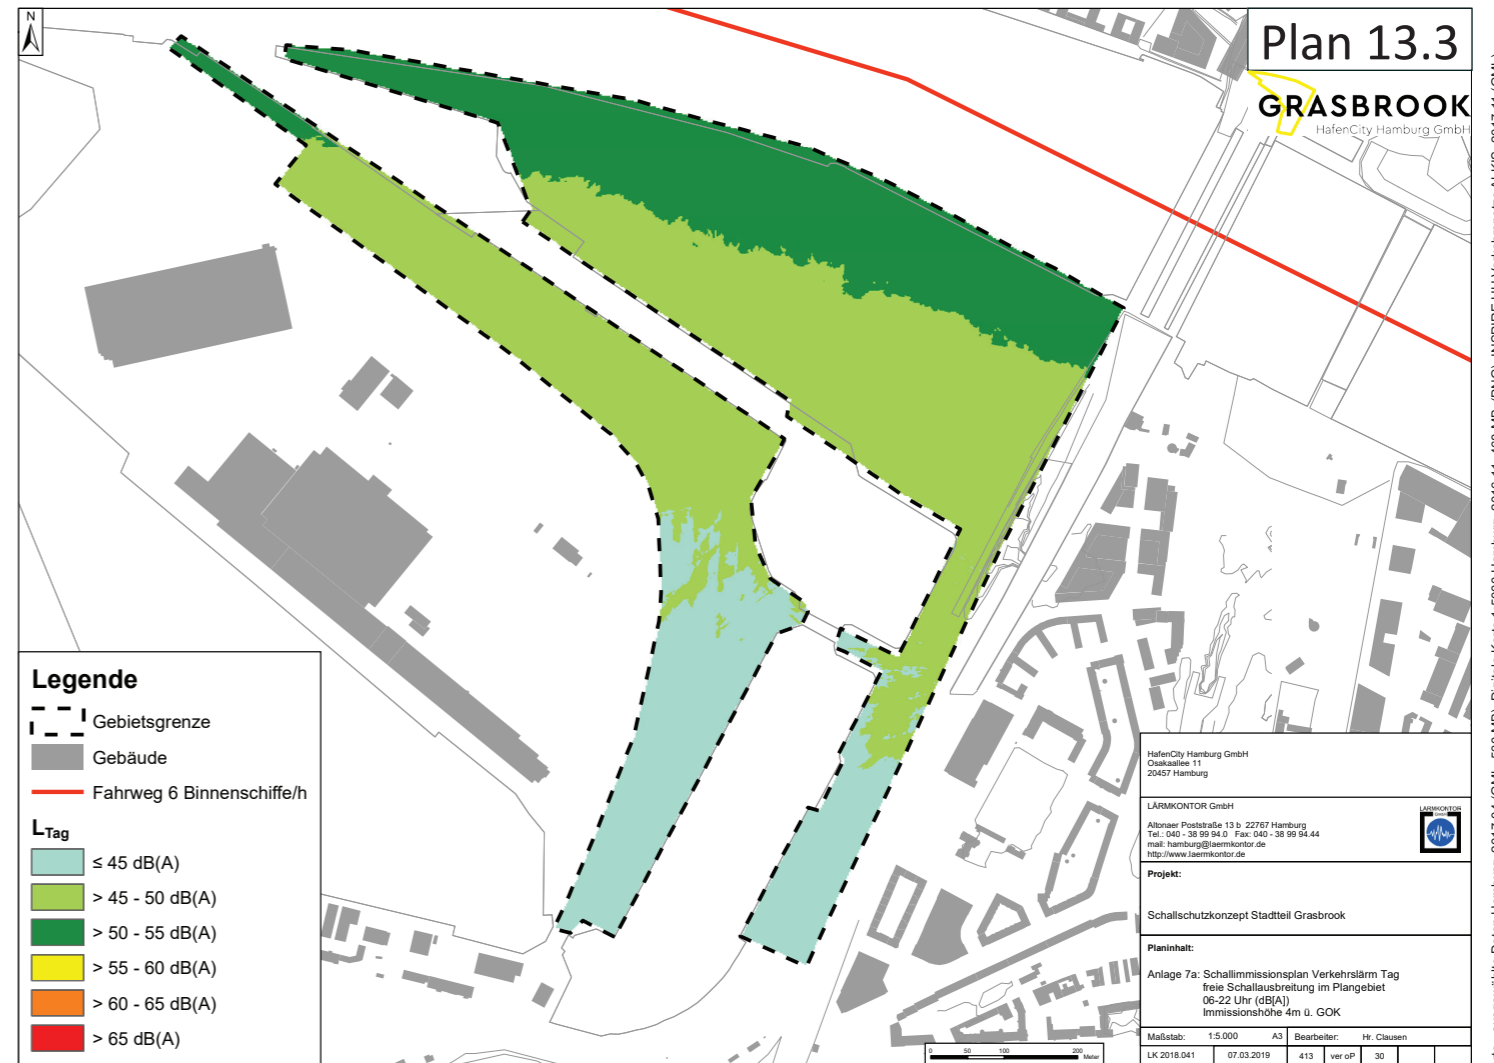 N
Plan 13.3
GRASBROOK
HafenCity Hamburg GmbH
Legende
Gebietsgrenze
Gebäude
Fahrweg 6 Binnenschiffe/h
LTag
≤ 45 dB(A)
> 45 - 50 dB(A)
> 50 - 55 dB(A)
> 55 - 60 dB(A)
> 60 - 65 dB(A)
> 65 dB(A)
0 50 100 200
Meter
HafenCity Hamburg GmbH
Osakaallee 11
20457 Hamburg
LÄRMKONTOR GmbH
Altonaer Poststraße 13 b 22767 Hamburg
Tel.: 040 - 38 99 94.0 Fax: 040 - 38 99 94.44
mail: hamburg@laermkontor.de
http://www.laermkontor.de
LÄRMKONTOR
GmbH
Projekt:
Schallschutzkonzept Stadtteil Grasbrook
Planinhalt:
Anlage 7a: Schallimmissionsplan Verkehrslärm Tag
freie Schallausbreitung im Plangebiet
06-22 Uhr (dB[A])
Immissionshöhe 4m ü. GOK
Maßstab: 1:5.000 A3 Bearbeiter: Hr. Clausen
LK 2018.041 07.03.2019 413 ver oP 30